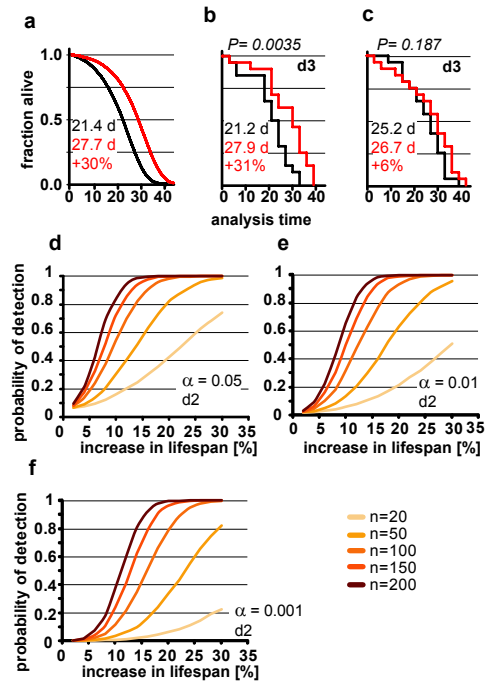 a
b
c
P= 0.0035
P= 0.187
fraction alive
1.0
0.5
0.0
21.4 d
27.7 d
+30%
0 10 20 30 40
d3
21.2 d
27.9 d
+31%
0 10 20 30 40
d3
25.2 d
26.7 d
+6%
0 10 20 30 40
analysis time
d
probability of detection
1
0.8
0.6
0.4
0.2
0
α = 0.05
d2
0 5 10 15 20 25 30 35
increase in lifespan [%]
e
1
0.8
0.6
0.4
0.2
0
α = 0.01
d2
0 5 10 15 20 25 30 35
increase in lifespan [%]
f
probability of detection
1
0.8
0.6
0.4
0.2
0
α = 0.001
d2
0 5 10 15 20 25 30 35
increase in lifespan [%]
n=20
n=50
n=100
n=150
n=200